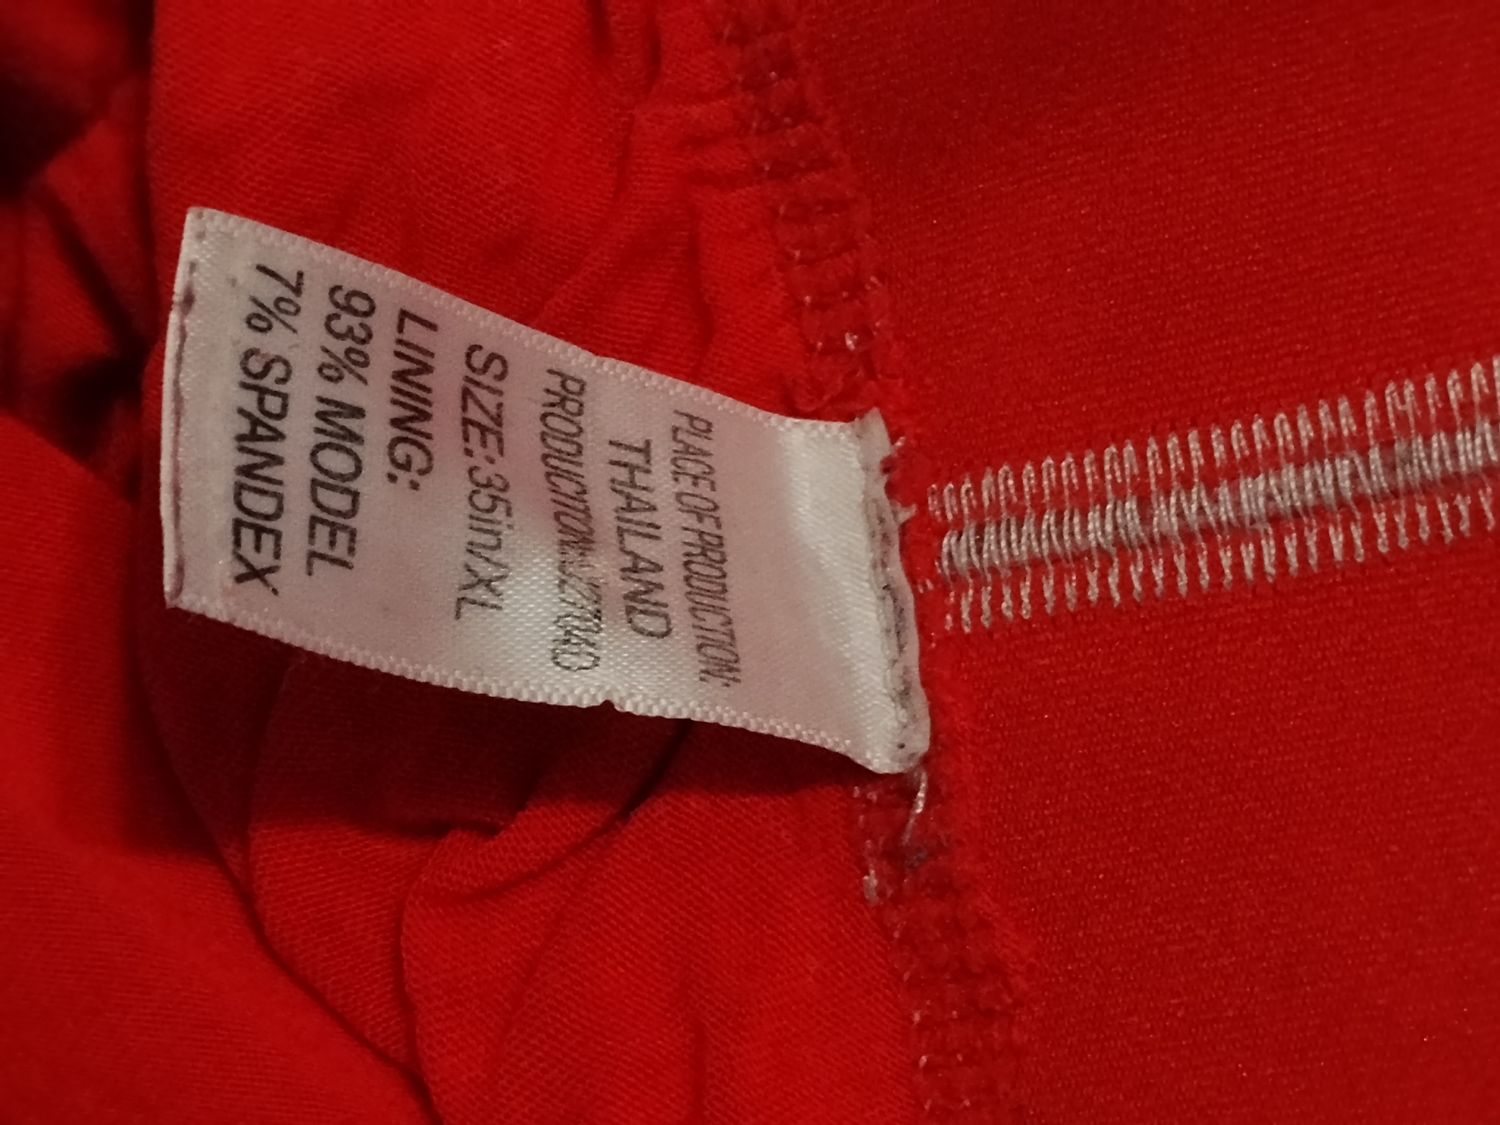 PLACE OF PRODUCTION:
THAILAND
SIZE:35in/XL
LINING:
93% MODEL
7% SPANDEX